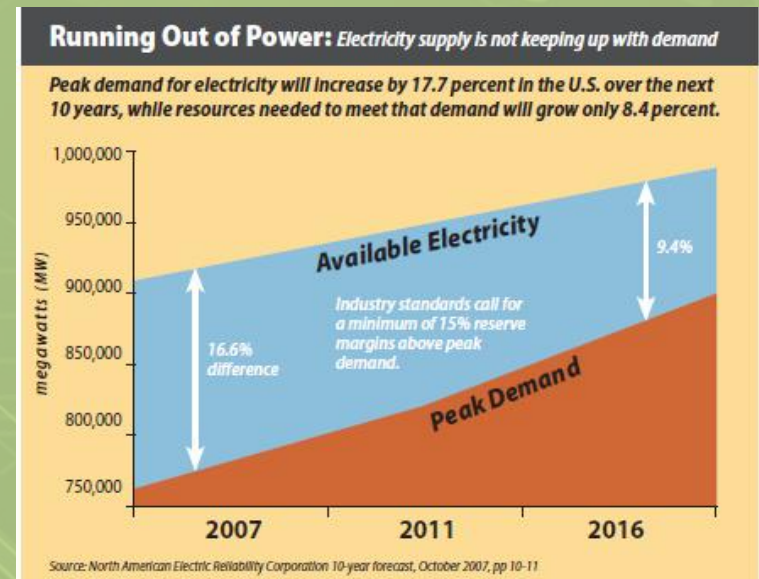 Running Out of Power: Electricity supply is not keeping up with demand
Peak demand for electricity will increase by 17.7 percent in the U.S. over the next
10 years, while resources needed to meet that demand will grow only 8.4 percent.
1,000,000
950,000
900,000
850,000
800,000
750,000
megawatts (MW)
Available Electricity
9.4%
Industry standards call for
a minimum of 15% reserve
margins above peak
demand.
16.6%
difference
Peak Demand
2007
2011
2016
Source: North American Electric Reliability Corporation 10-year forecast, October 2007, pp 10-11